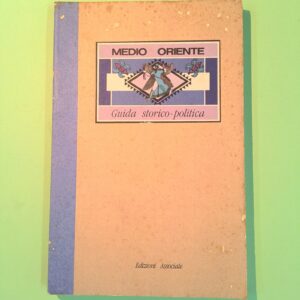 MEDIO ORIENTE
Guida storico-politica
Edizioni Associate